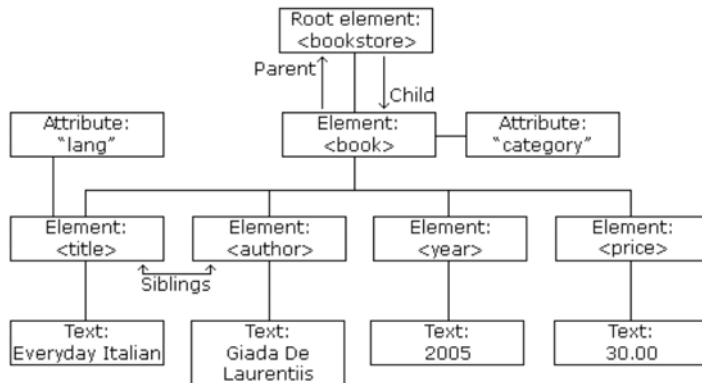 Root element:
<bookstore>
Parent
Child
Attribute:
"lang"
Element:
<book>
Attribute:
"category"
Element:
<title>
Element:
<author>
Element:
<year>
Element:
<price>
Siblings
Text:
Everyday Italian
Text:
Giada De
Laurentiis
Text:
2005
Text:
30.00